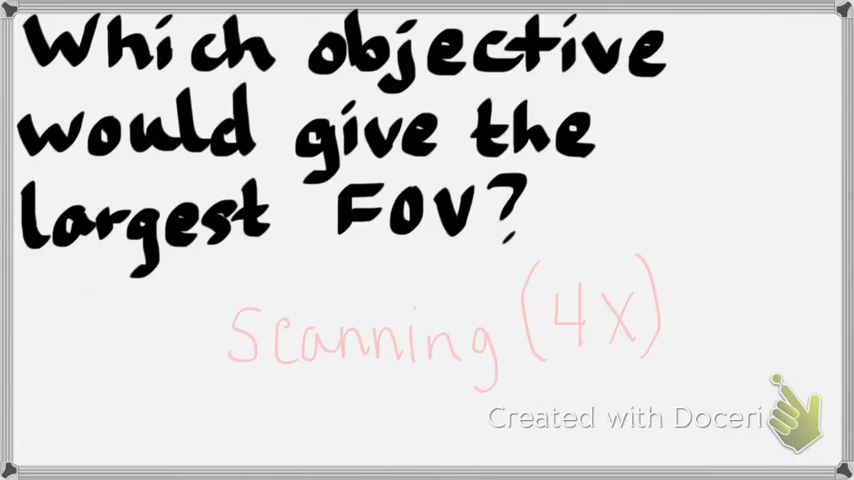 Which objective
would give the
largest FOV?
Scanning (4X)
Created with Doceri